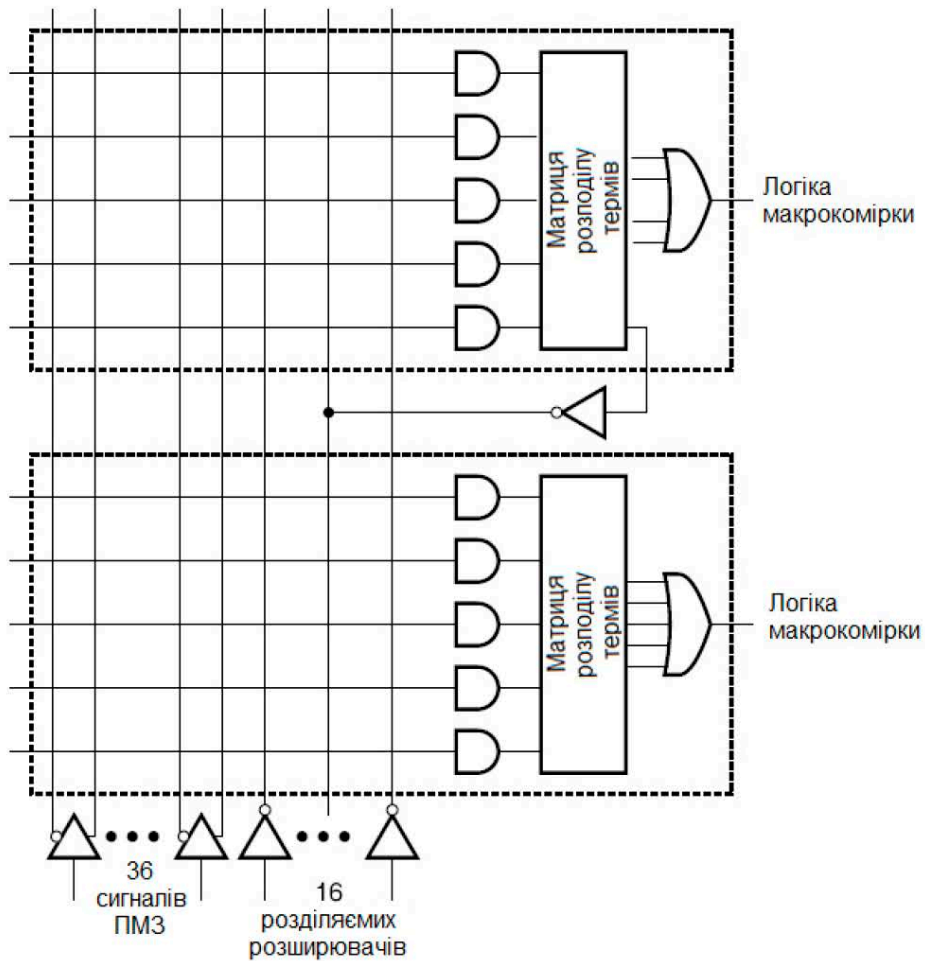 Матриця
розподілу
термів
Логіка
макрокомірки
Матриця
розподілу
термів
Логіка
макрокомірки
36
сигналів
ПМЗ
16
розділяємих
розширювачів